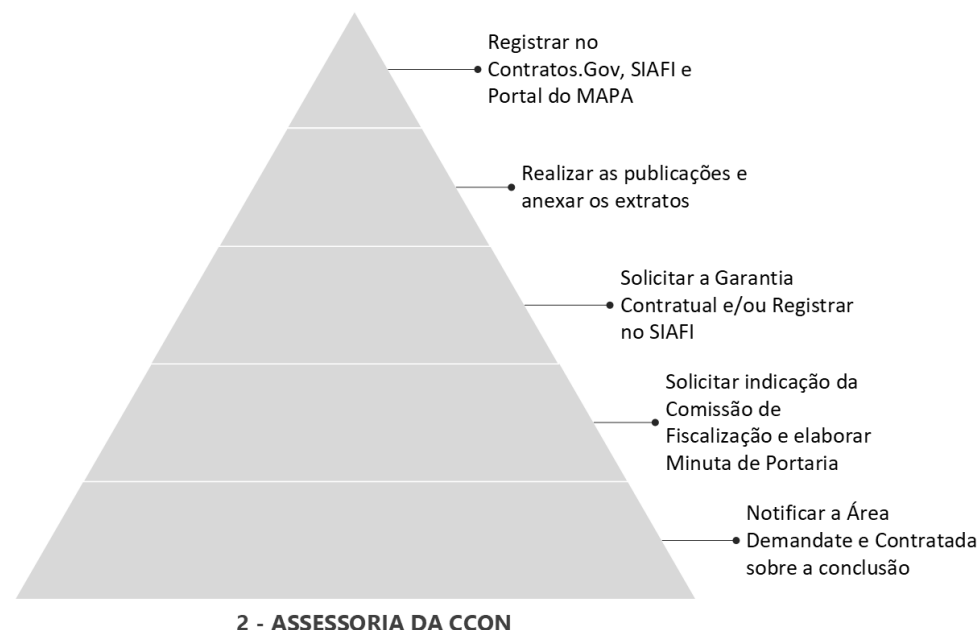 Registrar no
Contratos.Gov, SIAFI e
Portal do MAPA
Realizar as publicações e
anexar os extratos
Solicitar a Garantia
Contratual e/ou Registrar
no SIAFI
Solicitar indicação da
Comissão de
Fiscalização e elaborar
Minuta de Portaria
Notificar a Área
Demandate e Contratada
sobre a conclusão
2 - ASSESSORIA DA CCON